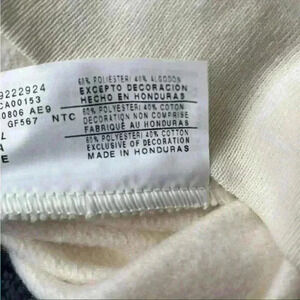 9222924
CA00153
0806 AE9
GF567 NTC
L
A
E
60% POLIESTER/ 40% ALGODON
EXCEPTO DECORACION
HECHO EN HONDURAS
60% POLYESTER/ 40% COTON
DECORATION NON COMPRISE
FABRIQUÉ AU HONDURAS
60% POLYESTER/ 40% COTTON
EXCLUSIVE OF DECORATION
MADE IN HONDURAS